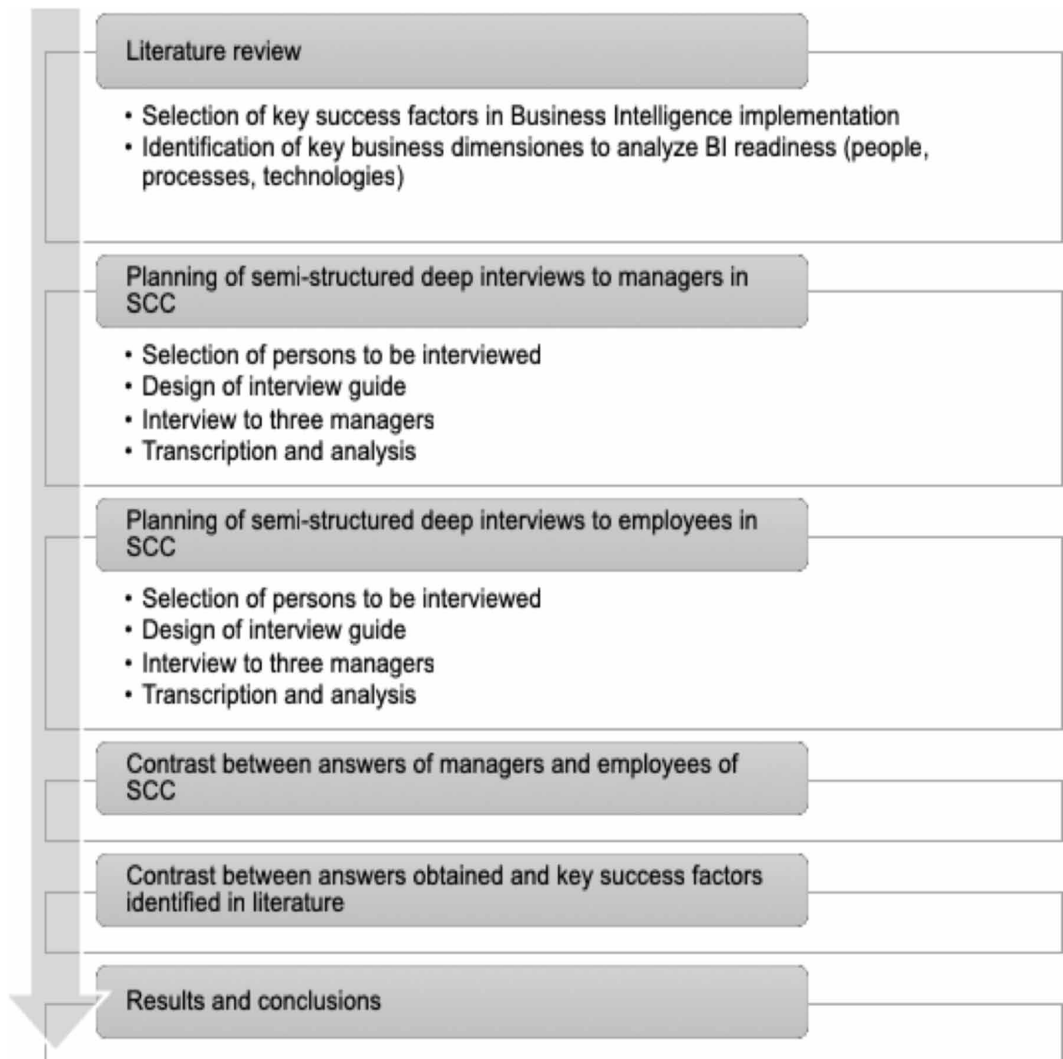 Literature review
• Selection of key success factors in Business Intelligence implementation
• Identification of key business dimensiones to analyze BI readiness (people,
processes, technologies)
Planning of semi-structured deep interviews to managers in
SCC
• Selection of persons to be interviewed
• Design of interview guide
• Interview to three managers
• Transcription and analysis
Planning of semi-structured deep interviews to employees in
SCC
• Selection of persons to be interviewed
• Design of interview guide
• Interview to three managers
• Transcription and analysis
Contrast between answers of managers and employees of
SCC
Contrast between answers obtained and key success factors
identified in literature
Results and conclusions